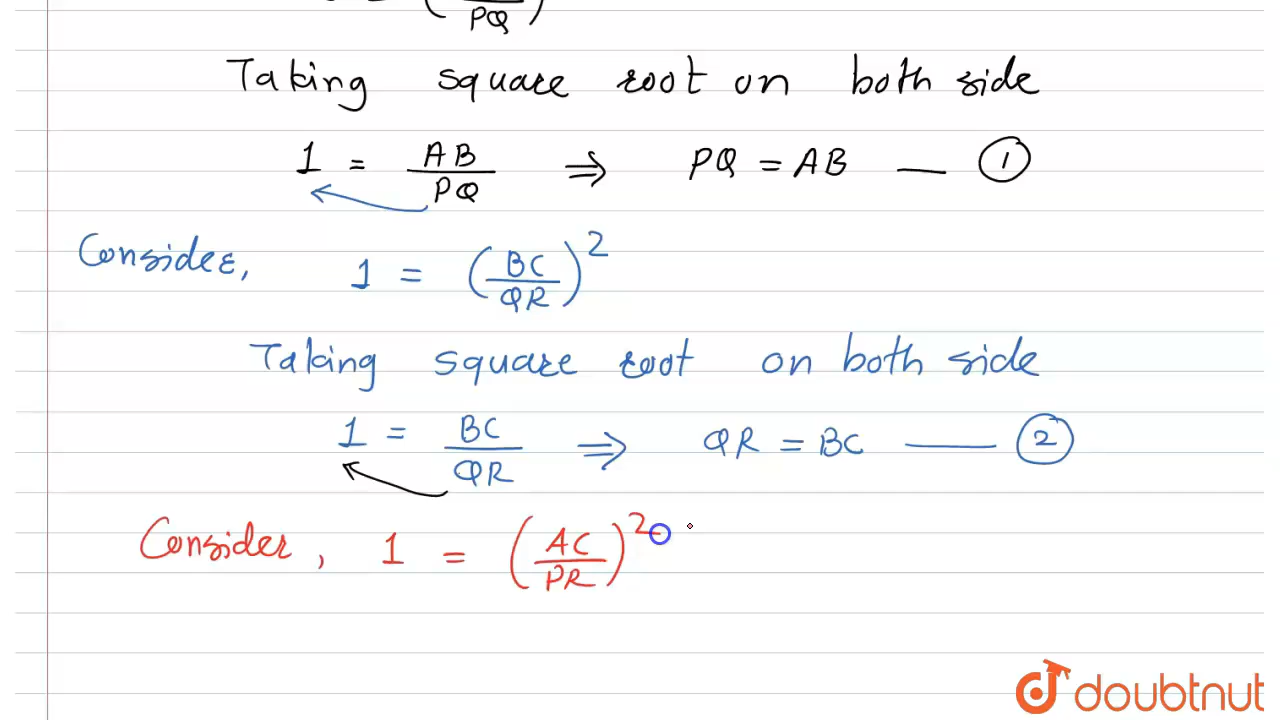 PQ
Taking square root on both side
1 = AB/PQ ⇒ PQ = AB — ①
Consider, 1 = (BC/QR)²
Taking square root on both side
1 = BC/QR ⇒ QR = BC — ②
Consider, 1 = (AC/PR)²
doubtnut